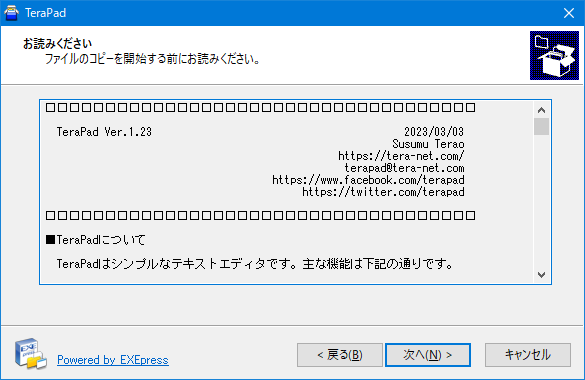 TeraPad
お読みください
ファイルのコピーを開始する前にお読みください。
□□□□□□□□□□□□□□□□□□□□□□□□□□□□□□□□□□□□
TeraPad Ver.1.23 2023/03/03
Susumu Terao
https://tera-net.com/
terapad@tera-net.com
https://www.facebook.com/terapad
https://twitter.com/terapad
□□□□□□□□□□□□□□□□□□□□□□□□□□□□□□□□□□□□
■TeraPadについて
TeraPadはシンプルなテキストエディタです。主な機能は下記の通りです。
EXE
Powered by EXEpress
< 戻る(B)
次へ(N) >
キャンセル